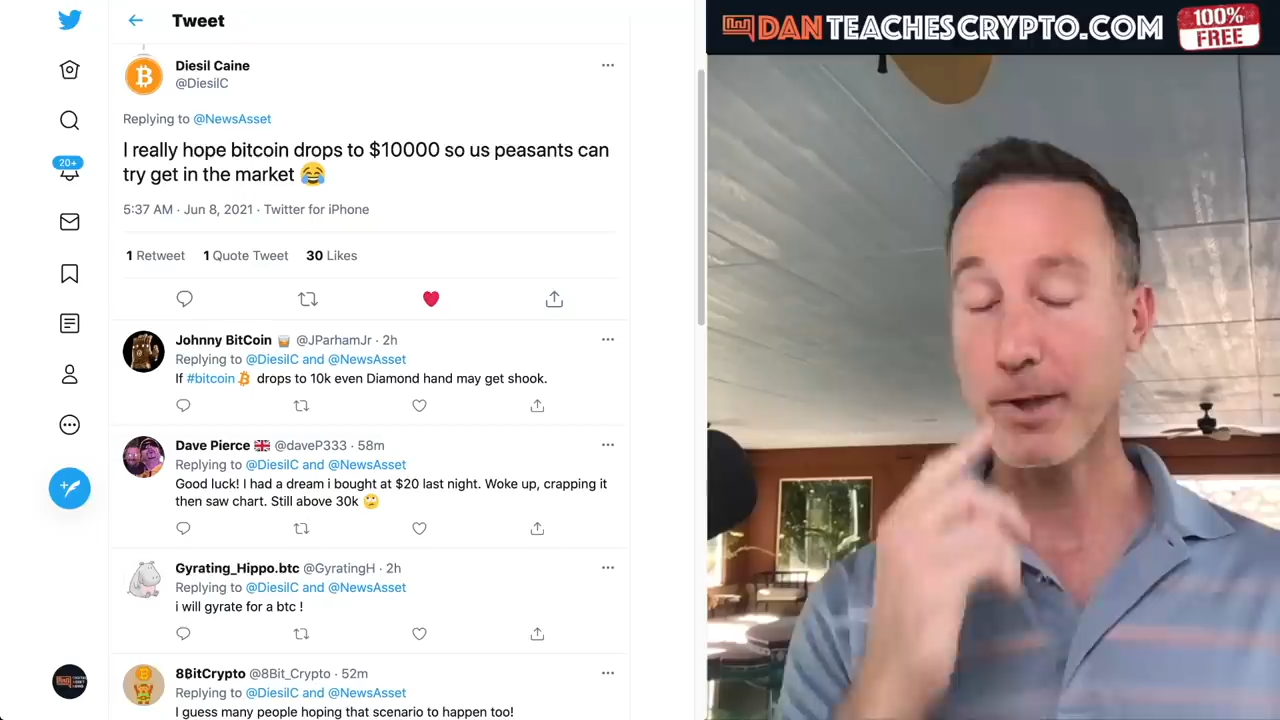 Tweet
Diesil Caine
@DiesilC
Replying to @NewsAsset
I really hope bitcoin drops to $10000 so us peasants can
try get in the market 😂
5:37 AM · Jun 8, 2021 · Twitter for iPhone
1 Retweet 1 Quote Tweet 30 Likes
20+
Johnny BitCoin 🥃 @JParhamJr · 2h
Replying to @DiesilC and @NewsAsset
If #bitcoin drops to 10k even Diamond hand may get shook.
Dave Pierce 🇬🇧 @daveP333 · 58m
Replying to @DiesilC and @NewsAsset
Good luck! I had a dream i bought at $20 last night. Woke up, crapping it
then saw chart. Still above 30k 🙄
Gyrating_Hippo.btc @GyratingH · 2h
Replying to @DiesilC and @NewsAsset
i will gyrate for a btc !
8BitCrypto @8Bit_Crypto · 52m
Replying to @DiesilC and @NewsAsset
I guess many people hoping that scenario to happen too!
DANTEACHESCRYPTO.COM
100%
FREE